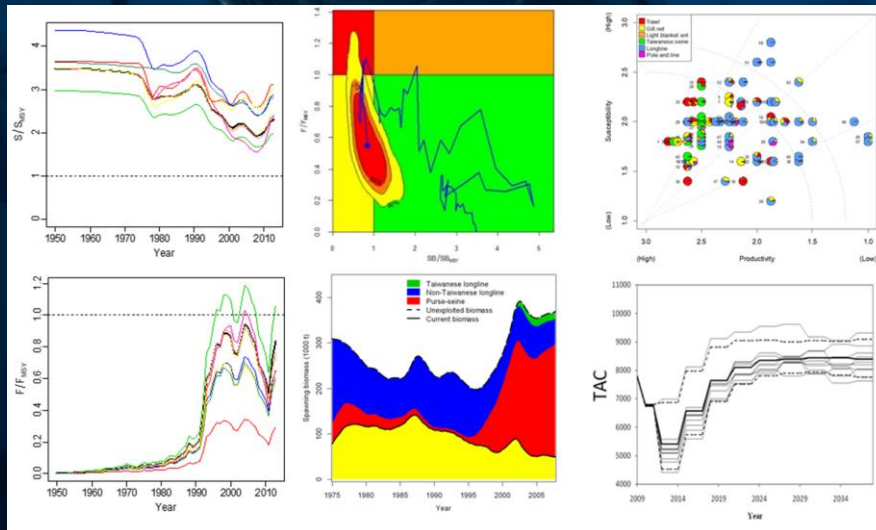 S/S_MSY
4
3
2
1
0
1950 1960 1970 1980 1990 2000 2010
Year
F/F_MSY
1.4
1.2
1.0
0.8
0.6
0.4
0.2
0.0
0 1 2 3 4 5
SB/SB_MSY
Trawl
Gill net
Light blanket ent
Taiwanese seine
Longline
Pole and line
(High)
Susceptibility
(Low)
3.0
2.5
2.0
1.5
1.0
3.0 2.5 2.0 1.5 1.0
(High) Productivity (Low)
F/F_MSY
1.2
1.0
0.8
0.6
0.4
0.2
0.0
1950 1960 1970 1980 1990 2000 2010
Year
Taiwanese longline
Non-Taiwanese longline
Purse-seine
Unexploited biomass
Current biomass
Spawning biomass (1000 t)
400
300
200
100
0
1975 1980 1985 1990 1995 2000 2005
Year
TAC
11000
10000
9000
8000
7000
6000
5000
4000
2009 2014 2019 2024 2029 2034
Year